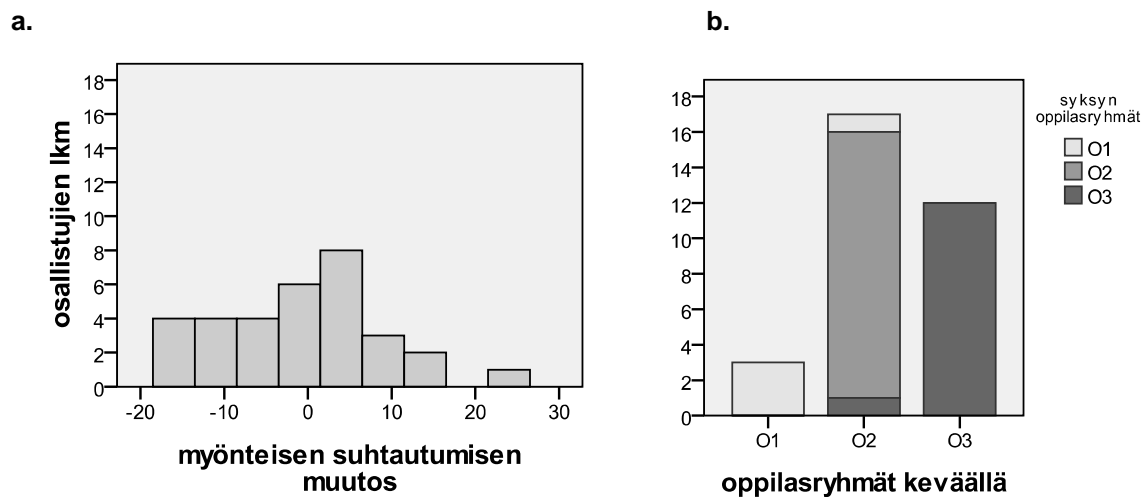 a.
osallistujien lkm
18
16
14
12
10
8
6
4
2
0
-20 -10 0 10 20 30
myönteisen suhtautumisen
muutos
b.
18
16
14
12
10
8
6
4
2
0
O1 O2 O3
oppilasryhmät keväällä
syksyn
oppilasryhmät
O1
O2
O3